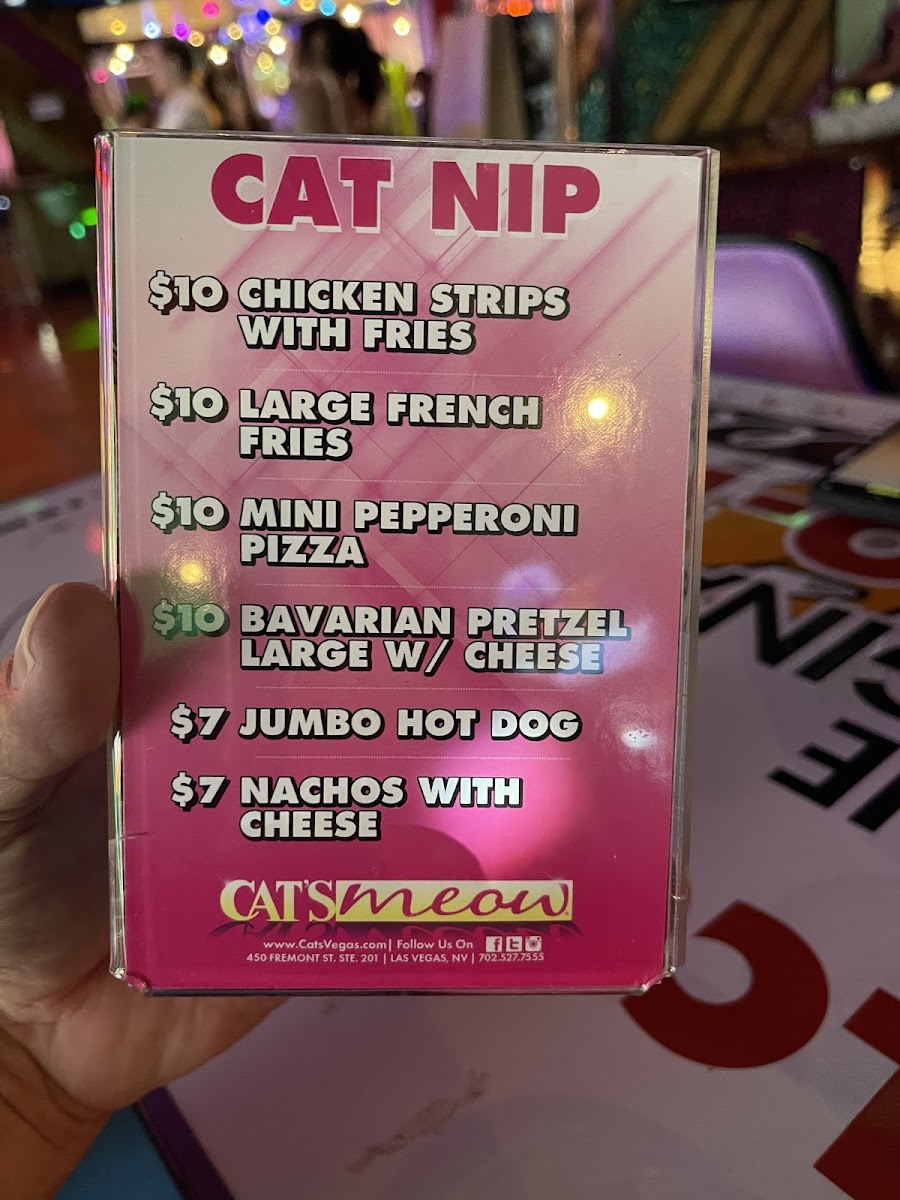 CAT NIP
$10 CHICKEN STRIPS
WITH FRIES
$10 LARGE FRENCH
FRIES
$10 MINI PEPPERONI
PIZZA
$10 BAVARIAN PRETZEL
LARGE W/ CHEESE
$7 JUMBO HOT DOG
$7 NACHOS WITH
CHEESE
CAT'S meow
www.CatsVegas.com | Follow Us On
450 FREMONT ST. STE. 201 | LAS VEGAS, NV | 702.527.7555